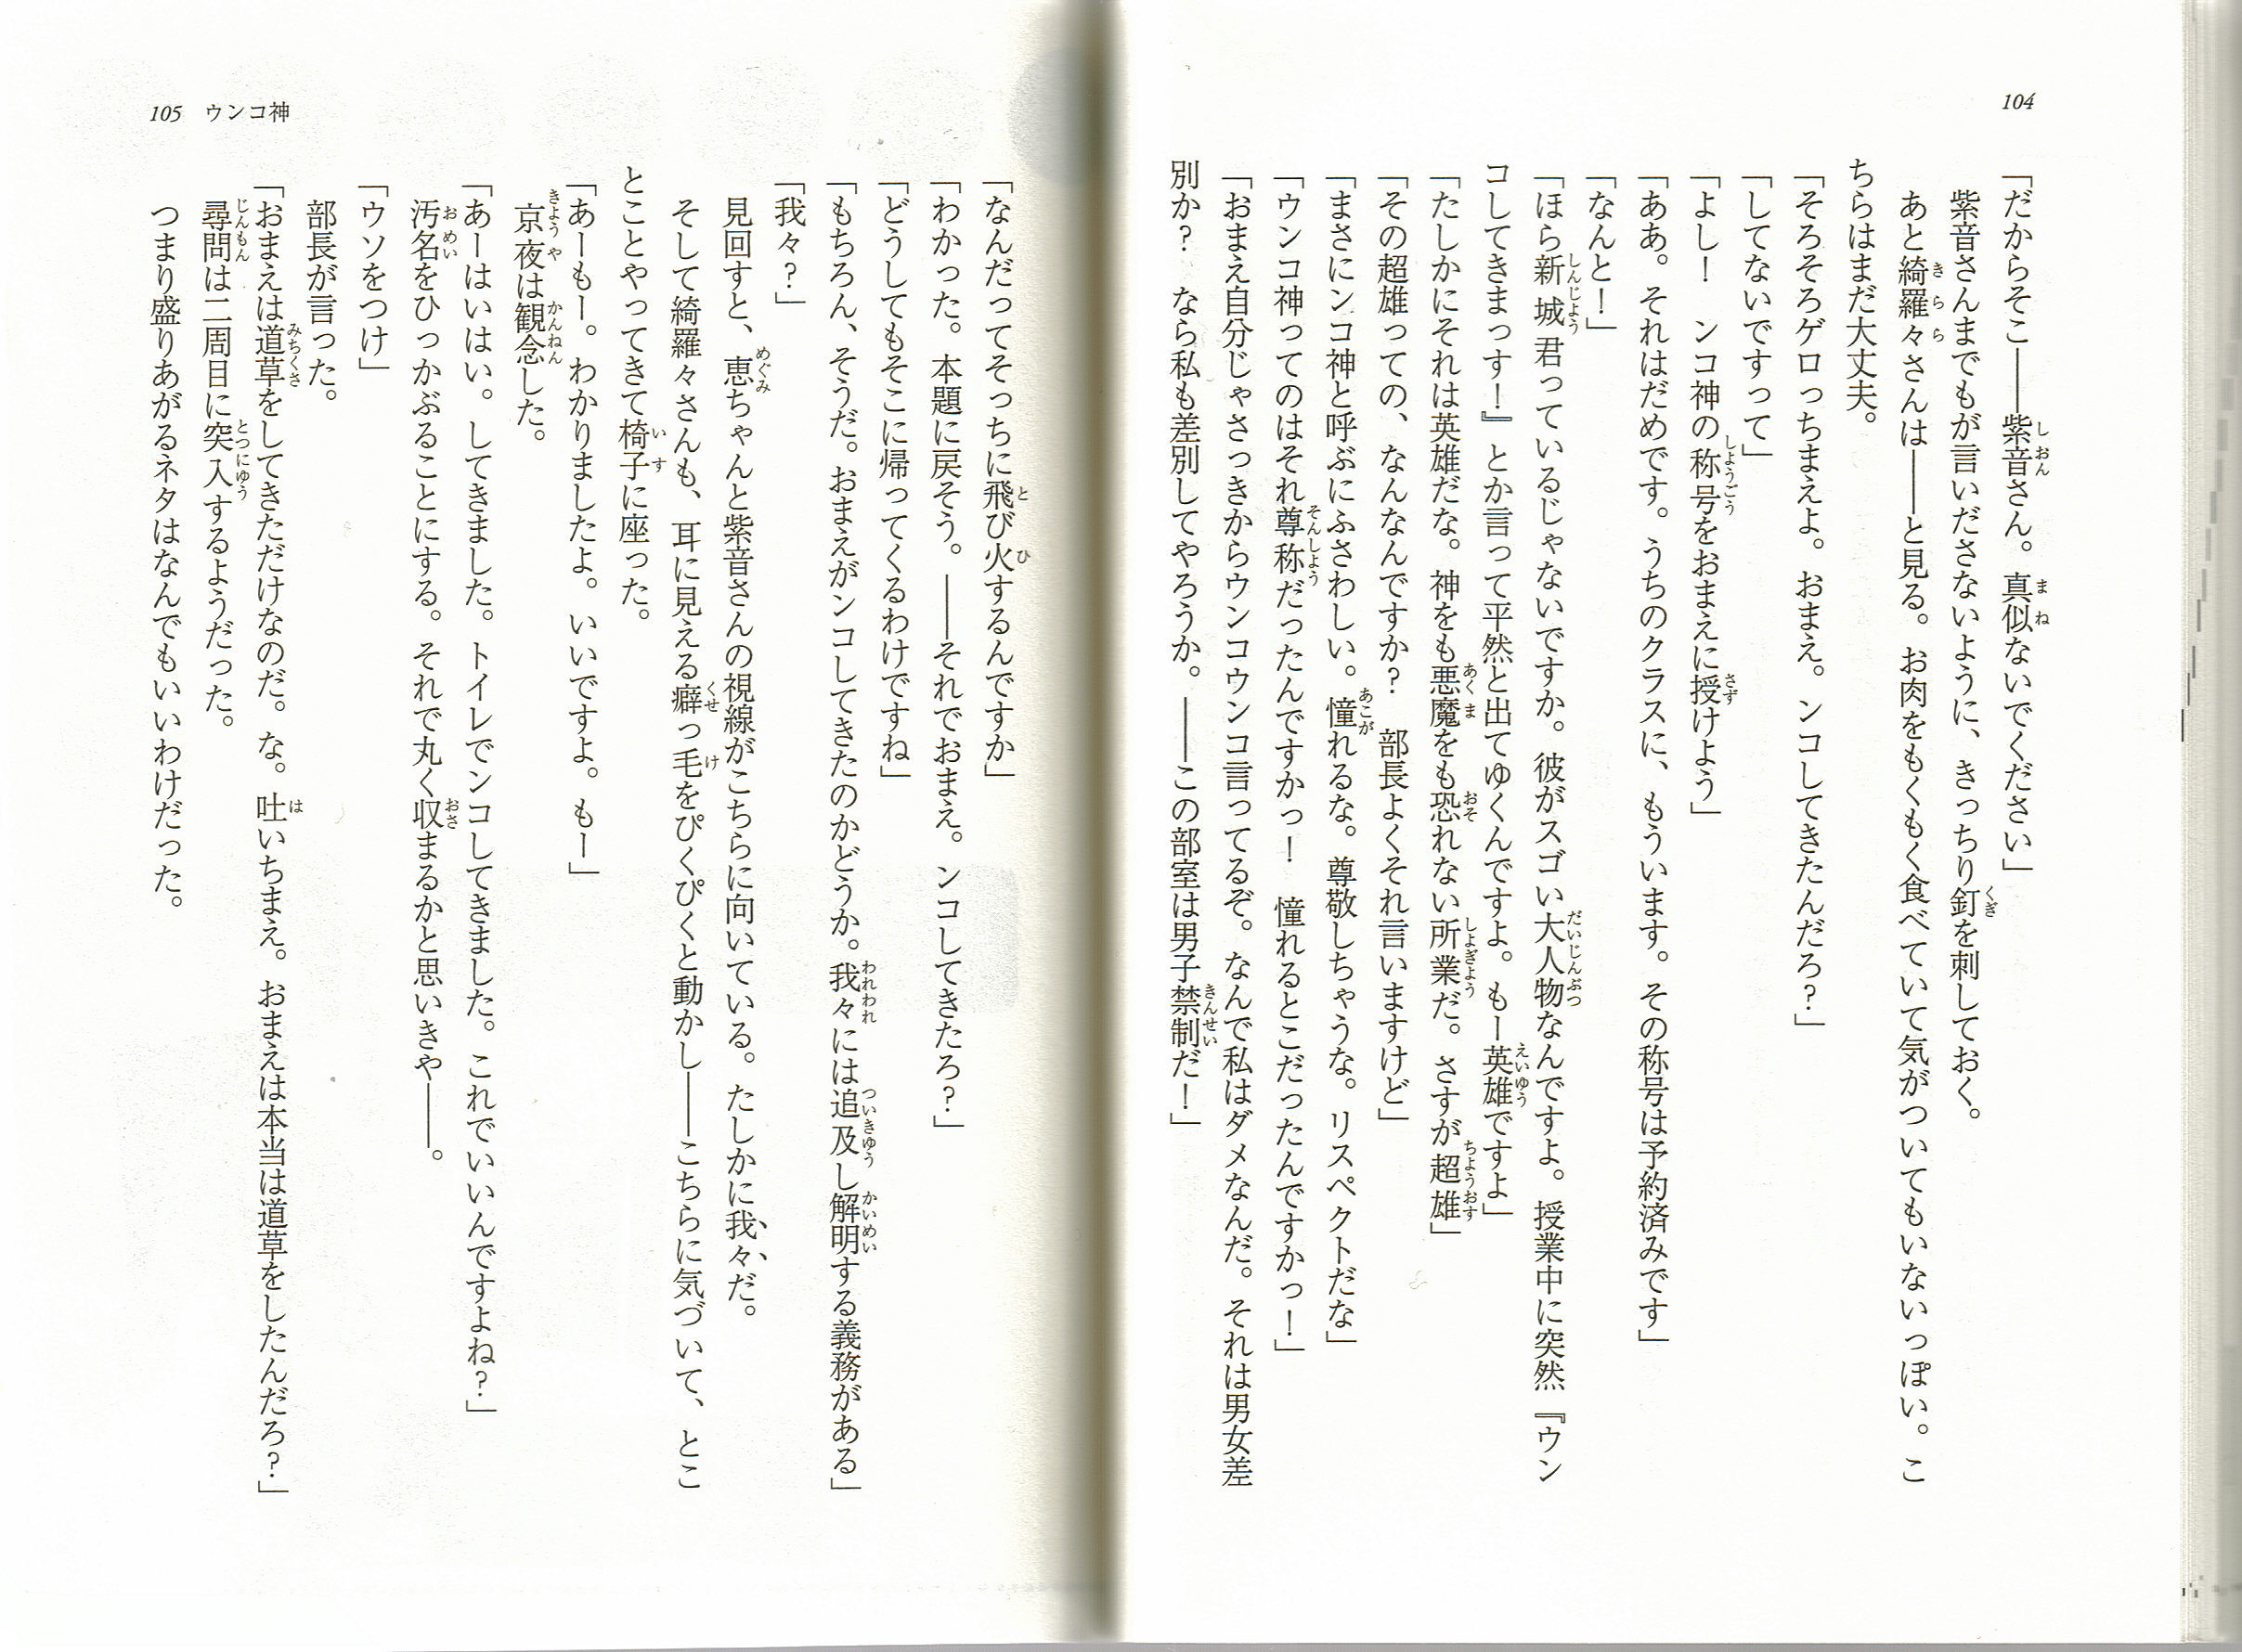 104
「だからそこ――紫音さん。真似ないでください」
紫音さんまでもが言いださないように、きっちり釘を刺しておく。
あと綺羅々さんは――と見る。お肉をもくもく食べていて気がついてもいないっぽい。こ
ちらはまだ大丈夫。
「そろそろゲロっちまえよ。おまえ。ンコしてきたんだろ？」
「してないですって」
「よし！　ンコ神の称号をおまえに授けよう」
「ああ。それはだめです。うちのクラスに、もういます。その称号は予約済みです」
「なんと！」
「ほら新城君っているじゃないですか。彼がスゴい大人物なんですよ。授業中に突然『ウン
コしてきまっす！』とか言って平然と出てゆくんですよ。もー英雄ですよ」
「たしかにそれは英雄だな。神をも悪魔をも恐れない所業だ。さすが超雄」
「その超雄っての、なんなんですか？　部長よくそれ言いますけど」
「まさにンコ神と呼ぶにふさわしい。憧れるな。尊敬しちゃうな。リスペクトだな」
「ウンコ神ってのはそれ尊称だったんですかっ！　憧れるとこだったんですかっ！」
「おまえ自分じゃさっきからウンコウンコ言ってるぞ。なんで私はダメなんだ。それは男女差
別か？　なら私も差別してやろうか。――この部室は男子禁制だ！」
105 ウンコ神
「なんだってそっちに飛び火するんですか」
「わかった。本題に戻そう。――それでおまえ。ンコしてきたろ？」
「どうしてもそこに帰ってくるわけですね」
「もちろん、そうだ。おまえがンコしてきたのかどうか。我々には追及し解明する義務がある」
「我々？」
見回すと、恵ちゃんと紫音さんの視線がこちらに向いている。たしかに我々だ。
そして綺羅々さんも、耳に見える癖っ毛をぴくぴくと動かし――こちらに気づいて、とこ
とことやってきて椅子に座った。
「あーもー。わかりましたよ。いいですよ。もー」
京夜は観念した。
「あーはいはい。してきました。トイレでンコしてきました。これでいいんですよね？」
汚名をひっかぶることにする。それで丸く収まるかと思いきや――。
「ウソをつけ」
部長が言った。
「おまえは道草をしてきただけなのだ。な。吐いちまえ。おまえは本当は道草をしたんだろ？」
尋問は二周目に突入するようだった。
つまり盛りあがるネタはなんでもいいわけだった。